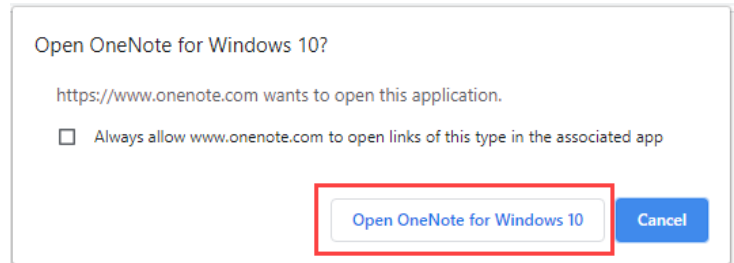 Open OneNote for Windows 10?
https://www.onenote.com wants to open this application.
Always allow www.onenote.com to open links of this type in the associated app
Open OneNote for Windows 10 Cancel